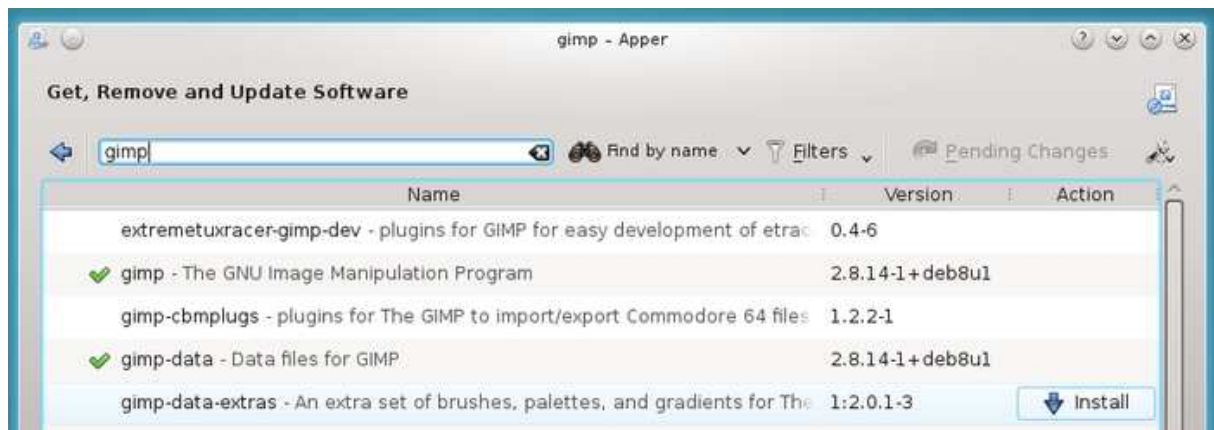 gimp - Apper
Get, Remove and Update Software
gimp Find by name Filters Pending Changes
Name Version Action
extremetuxracer-gimp-dev - plugins for GIMP for easy development of etrac 0.4-6
gimp - The GNU Image Manipulation Program 2.8.14-1+deb8u1
gimp-cbmplugs - plugins for The GIMP to import/export Commodore 64 files 1.2.2-1
gimp-data - Data files for GIMP 2.8.14-1+deb8u1
gimp-data-extras - An extra set of brushes, palettes, and gradients for The 1:2.0.1-3 Install